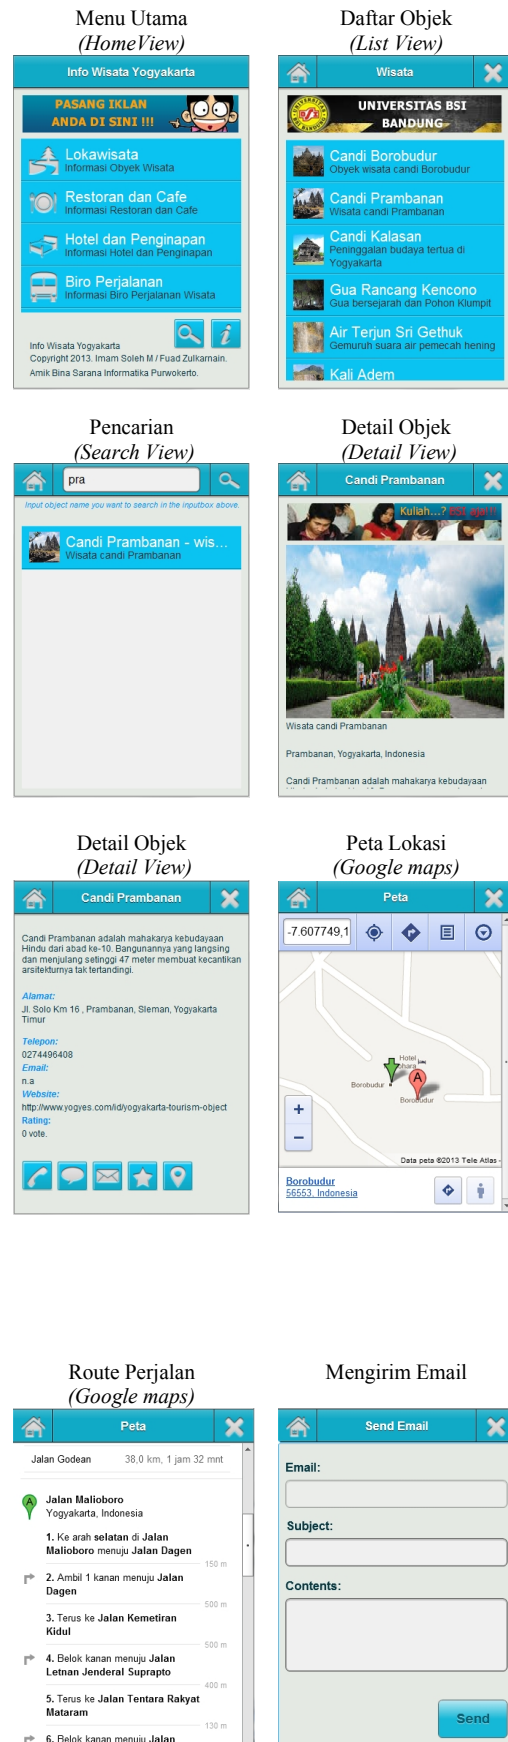 Menu Utama
(HomeView)
Info Wisata Yogyakarta
PASANG IKLAN
ANDA DI SINI !!!
Lokawisata
Informasi Obyek Wisata
Restoran dan Cafe
Informasi Restoran dan Cafe
Hotel dan Penginapan
Informasi Hotel dan Penginapan
Biro Perjalanan
Informasi Biro Perjalanan Wisata
Info Wisata Yogyakarta
Copyright 2013. Imam Soleh M / Fuad Zulkarnain.
Amik Bina Sarana Informatika Purwokerto.
Daftar Objek
(List View)
Wisata
UNIVERSITAS BSI
BANDUNG
Candi Borobudur
Obyek wisata candi Borobudur
Candi Prambanan
Wisata candi Prambanan
Candi Kalasan
Peninggalan budaya tertua di
Yogyakarta
Gua Rancang Kencono
Gua bersejarah dan Pohon Klumpit
Air Terjun Sri Gethuk
Gemuruh suara air pemecah hening
Kali Adem
Pencarian
(Search View)
pra
Input object name you want to search in the inputbox above.
Candi Prambanan - wis...
Wisata candi Prambanan
Detail Objek
(Detail View)
Candi Prambanan
Kuliah...? BSI aja!!
Wisata candi Prambanan
Prambanan, Yogyakarta, Indonesia
Candi Prambanan adalah mahakarya kebudayaan
Detail Objek
(Detail View)
Candi Prambanan
Candi Prambanan adalah mahakarya kebudayaan
Hindu dari abad ke-10. Bangunannya yang langsing
dan menjulang setinggi 47 meter membuat kecantikan
arsitekturnya tak tertandingi.
Alamat:
Jl. Solo Km 16 , Prambanan, Sleman, Yogyakarta
Timur
Telepon:
0274496408
Email:
n.a
Website:
http://www.yogyes.com/id/yogyakarta-tourism-object
Rating:
0 vote.
Peta Lokasi
(Google maps)
Peta
-7.607749,1
Hotel
Borobudur
A
Borobudur
+
−
Data peta ©2013 Tele Atlas -
Borobudur
56553, Indonesia
Route Perjalan
(Google maps)
Peta
Jalan Godean 38,0 km, 1 jam 32 mnt
A Jalan Malioboro
Yogyakarta, Indonesia
1. Ke arah selatan di Jalan
Malioboro menuju Jalan Dagen
150 m
2. Ambil 1 kanan menuju Jalan
Dagen
500 m
3. Terus ke Jalan Kemetiran
Kidul
500 m
4. Belok kanan menuju Jalan
Letnan Jenderal Suprapto
400 m
5. Terus ke Jalan Tentara Rakyat
Mataram
130 m
6. Belok kanan menuju Jalan
Mengirim Email
Send Email
Email:
Subject:
Contents:
Send